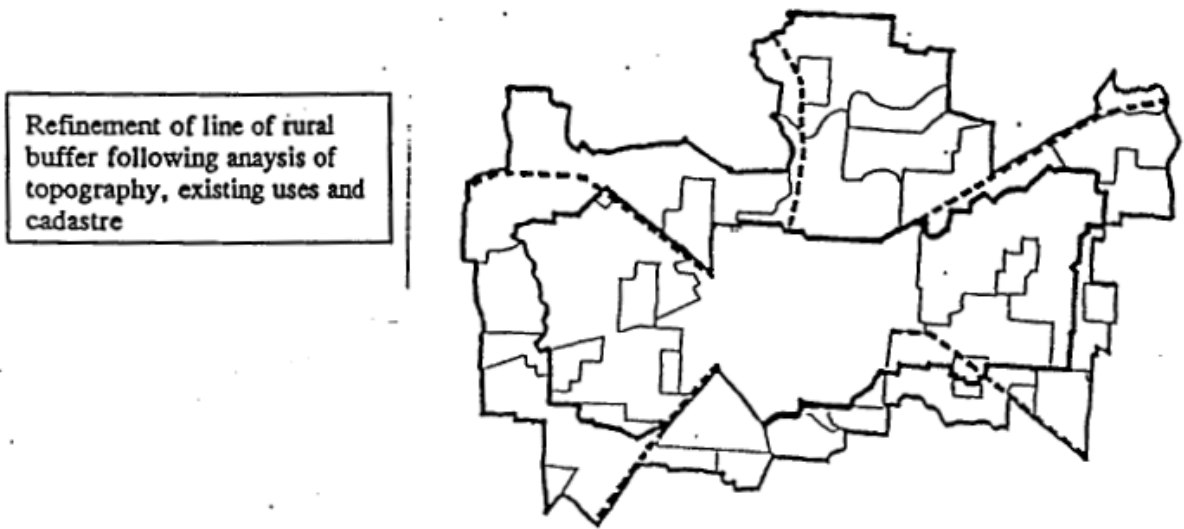 Refinement of line of rural
buffer following anaysis of
topography, existing uses and
cadastre